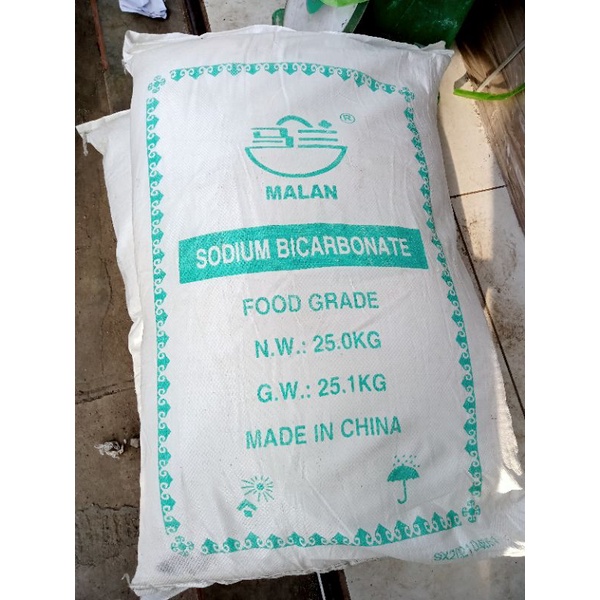 MALAN
SODIUM BICARBONATE
FOOD GRADE
N.W.: 25.0KG
G.W.: 25.1KG
MADE IN CHINA